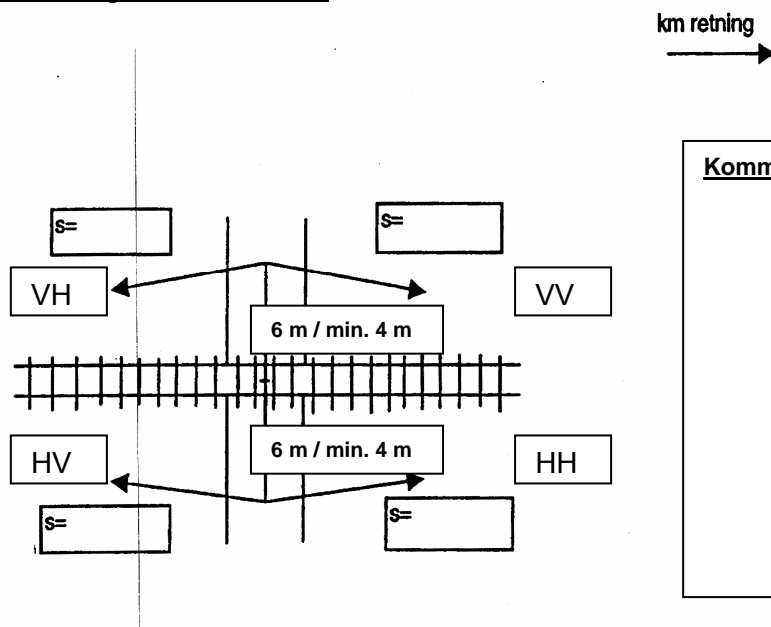 km retning
Komm
s=
s=
VH
VV
6 m / min. 4 m
HV
6 m / min. 4 m
HH
s=
s=